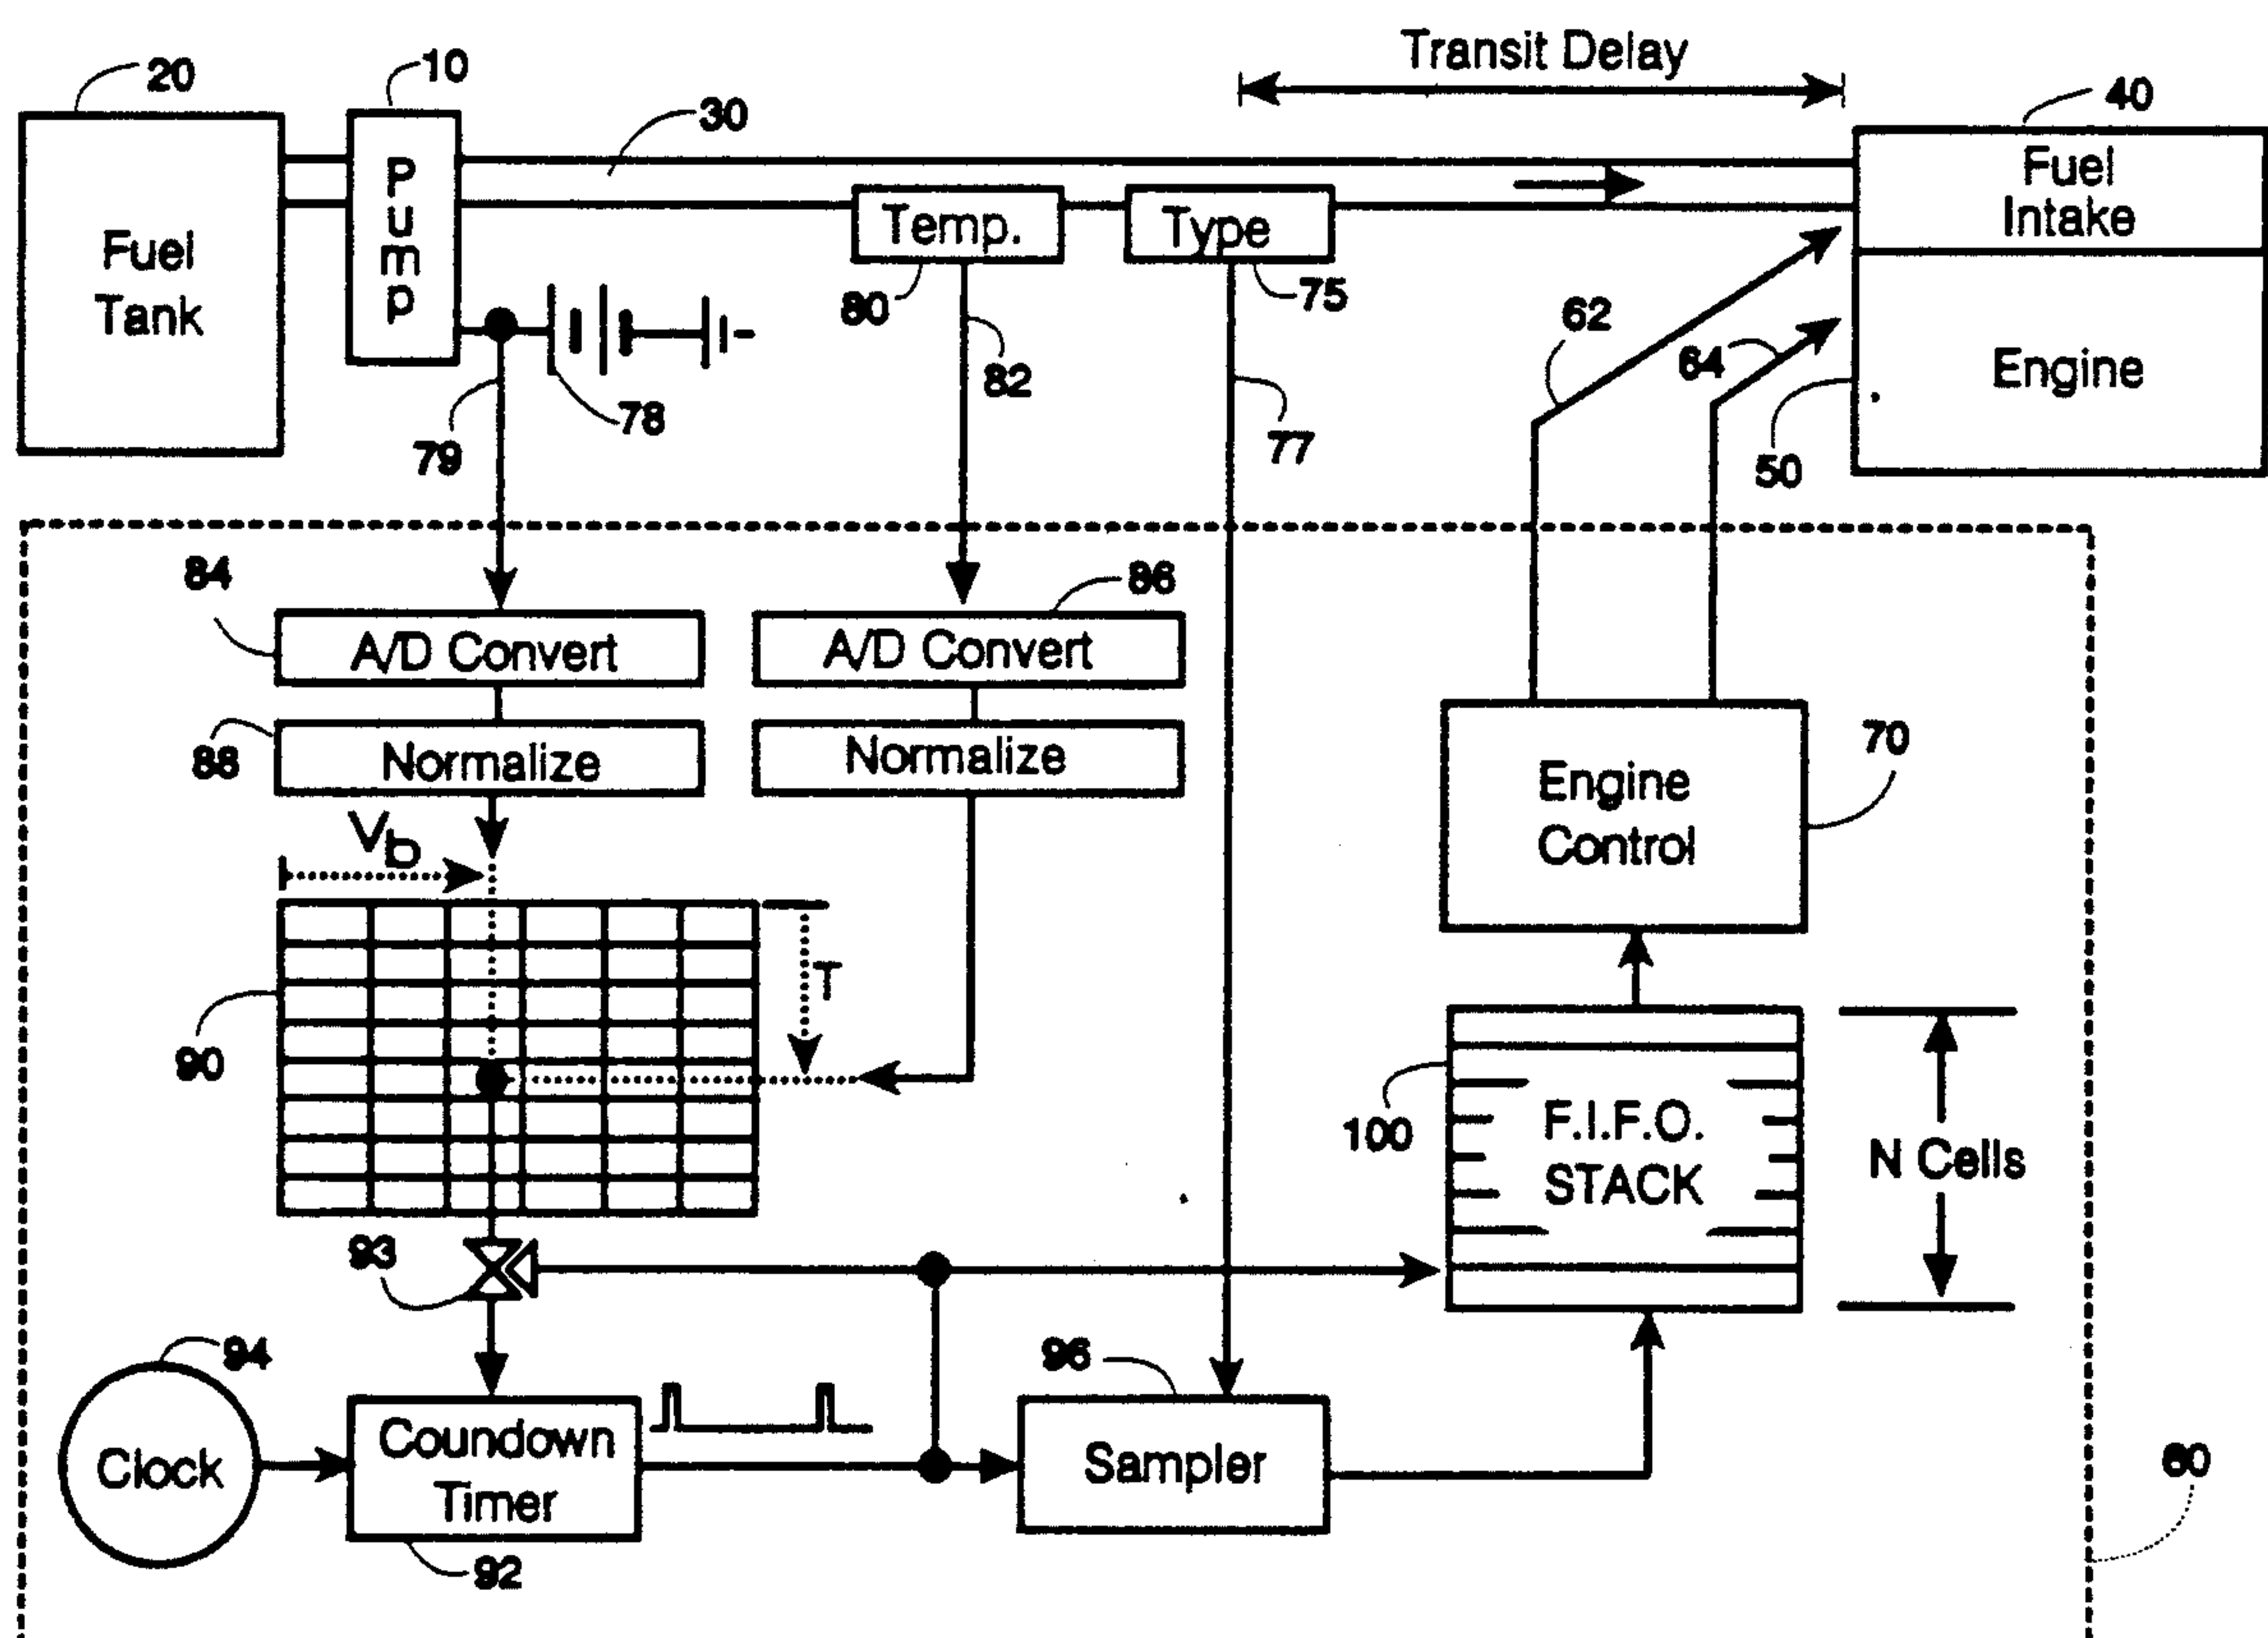 Transit Delay
20
10
30
40
Fuel
Tank
Pump
Temp.
Type
Fuel
Intake
80
75
62
64
Engine
79
78
82
77
50
84
86
A/D Convert
A/D Convert
88
Normalize
Normalize
70
Engine
Control
Vb
T
90
100
F.I.F.O.
STACK
N Cells
93
94
96
Clock
Coundown
Timer
Sampler
60
92